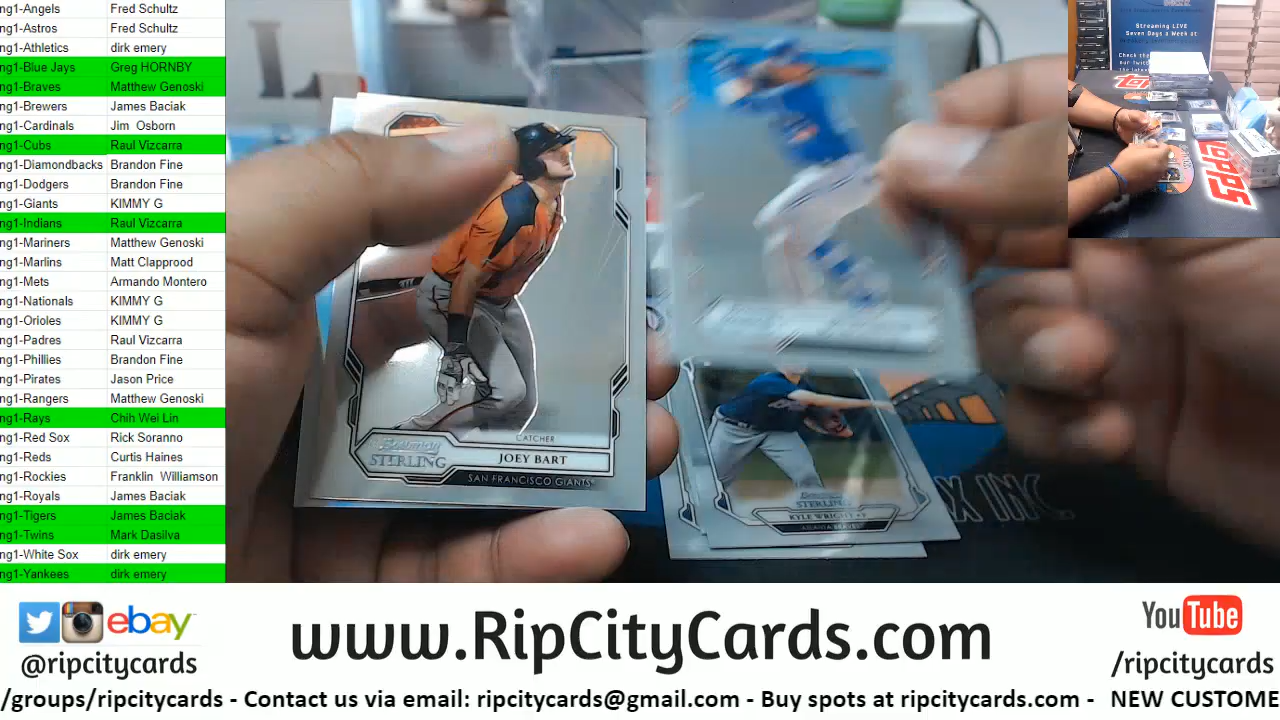 ng1-Angels Fred Schultz
ng1-Astros Fred Schultz
ng1-Athletics dirk emery
ng1-Blue Jays Greg HORNBY
ng1-Braves Matthew Genoski
ng1-Brewers James Baciak
ng1-Cardinals Jim Osborn
ng1-Cubs Raul Vizcarra
ng1-Diamondbacks Brandon Fine
ng1-Dodgers Brandon Fine
ng1-Giants KIMMY G
ng1-Indians Raul Vizcarra
ng1-Mariners Matthew Genoski
ng1-Marlins Matt Clapprood
ng1-Mets Armando Montero
ng1-Nationals KIMMY G
ng1-Orioles KIMMY G
ng1-Padres Raul Vizcarra
ng1-Phillies Brandon Fine
ng1-Pirates Jason Price
ng1-Rangers Matthew Genoski
ng1-Rays Chih Wei Lin
ng1-Red Sox Rick Soranno
ng1-Reds Curtis Haines
ng1-Rockies Franklin Williamson
ng1-Royals James Baciak
ng1-Tigers James Baciak
ng1-Twins Mark Dasilva
ng1-White Sox dirk emery
ng1-Yankees dirk emery
CATCHER
Bowman
STERLING
JOEY BART
SAN FRANCISCO GIANTS
STERLING
KYLE WRIGHT
ATLANTA BRAVES
X INC.
Streaming LIVE
Seven Days a Week at
TOPPS
ebay
@ripcitycards
www.RipCityCards.com
YouTube
/ripcitycards
/groups/ripcitycards - Contact us via email: ripcitycards@gmail.com - Buy spots at ripcitycards.com - NEW CUSTOME